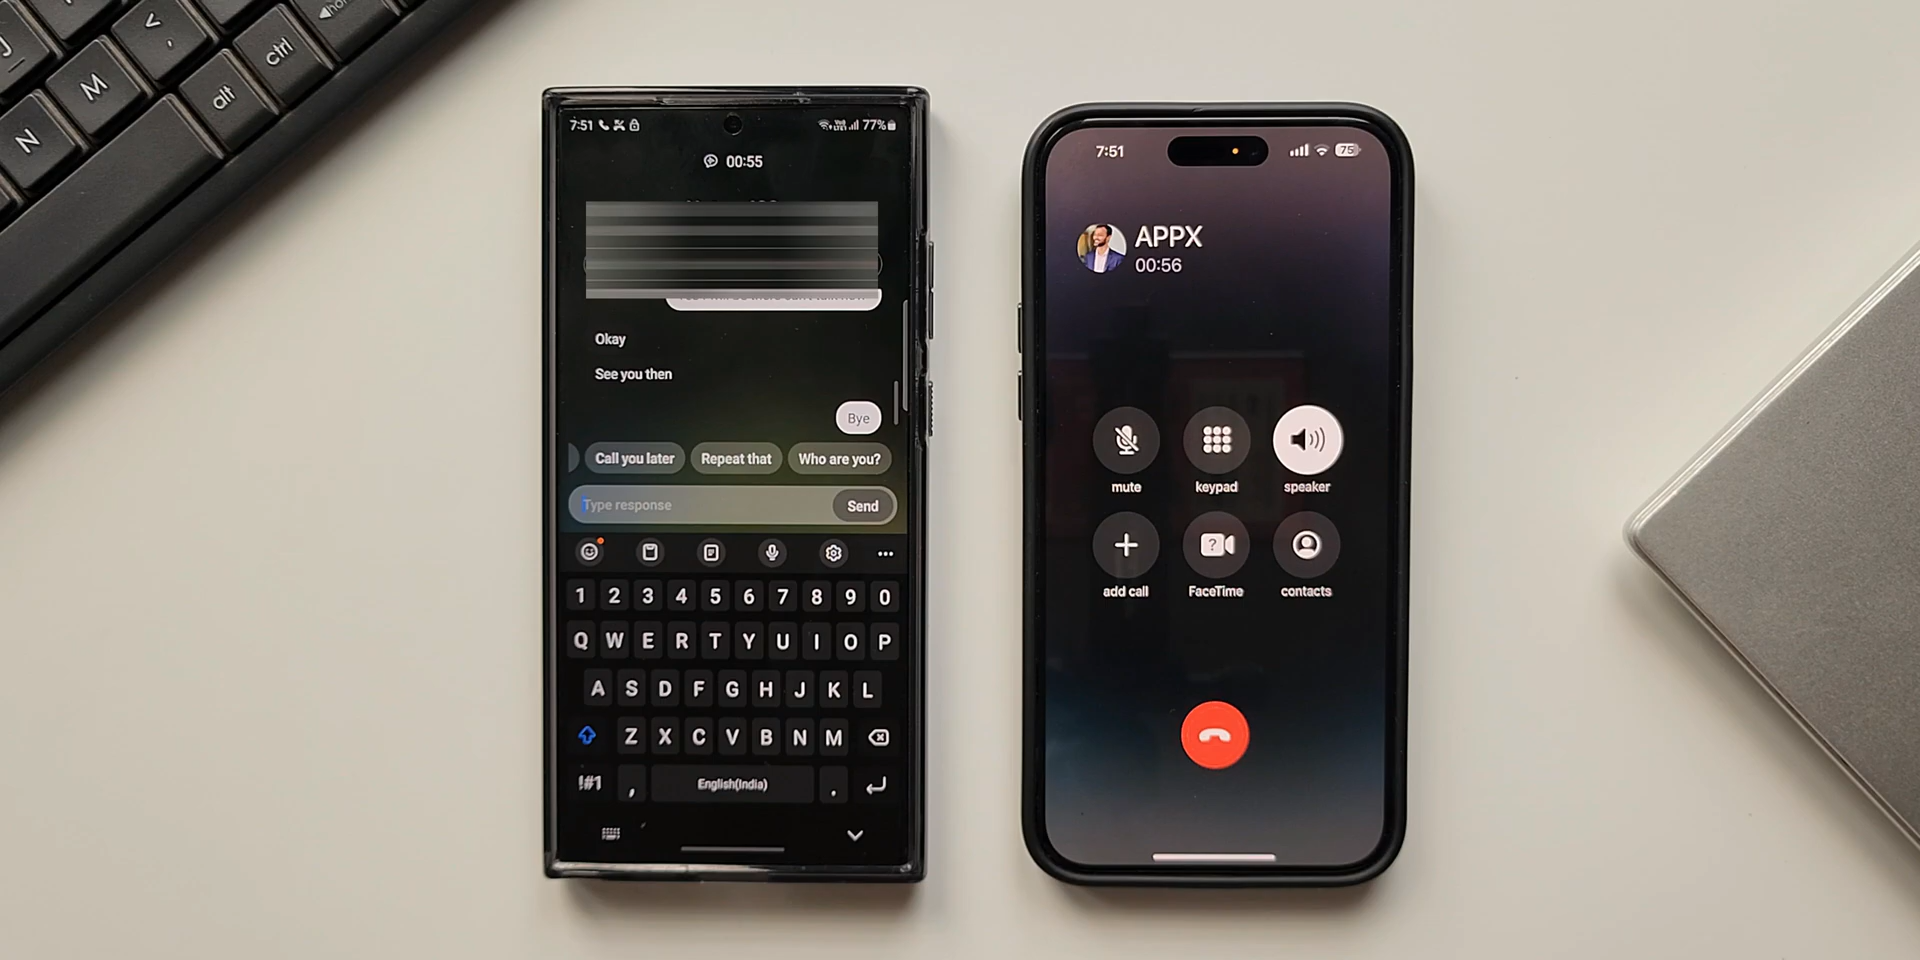 J
M
N
alt
ctrl
7:51
77%
00:55
Okay
See you then
Bye
Call you later
Repeat that
Who are you?
Type response
Send
1 2 3 4 5 6 7 8 9 0
Q W E R T Y U I O P
A S D F G H J K L
Z X C V B N M
!#1 , English(India) .
7:51
75
APPX
00:56
mute
keypad
speaker
add call
FaceTime
contacts